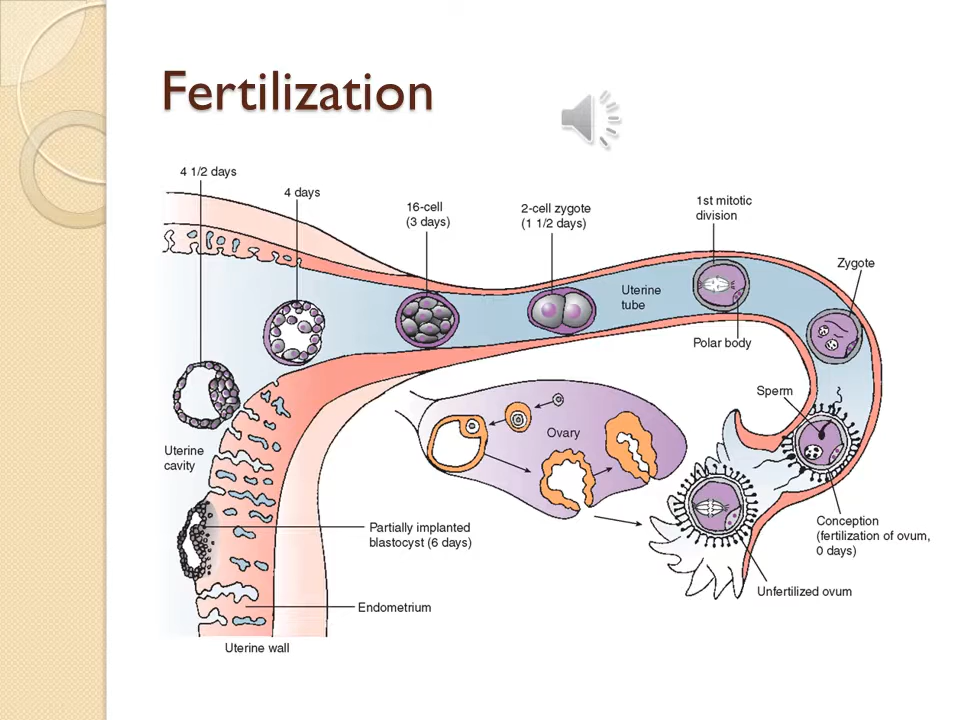 Fertilization
4 1/2 days
4 days
16-cell
(3 days)
2-cell zygote
(1 1/2 days)
1st mitotic
division
Zygote
Uterine
tube
Polar body
Sperm
Ovary
Uterine
cavity
Conception
(fertilization of ovum,
0 days)
Partially implanted
blastocyst (6 days)
Unfertilized ovum
Endometrium
Uterine wall